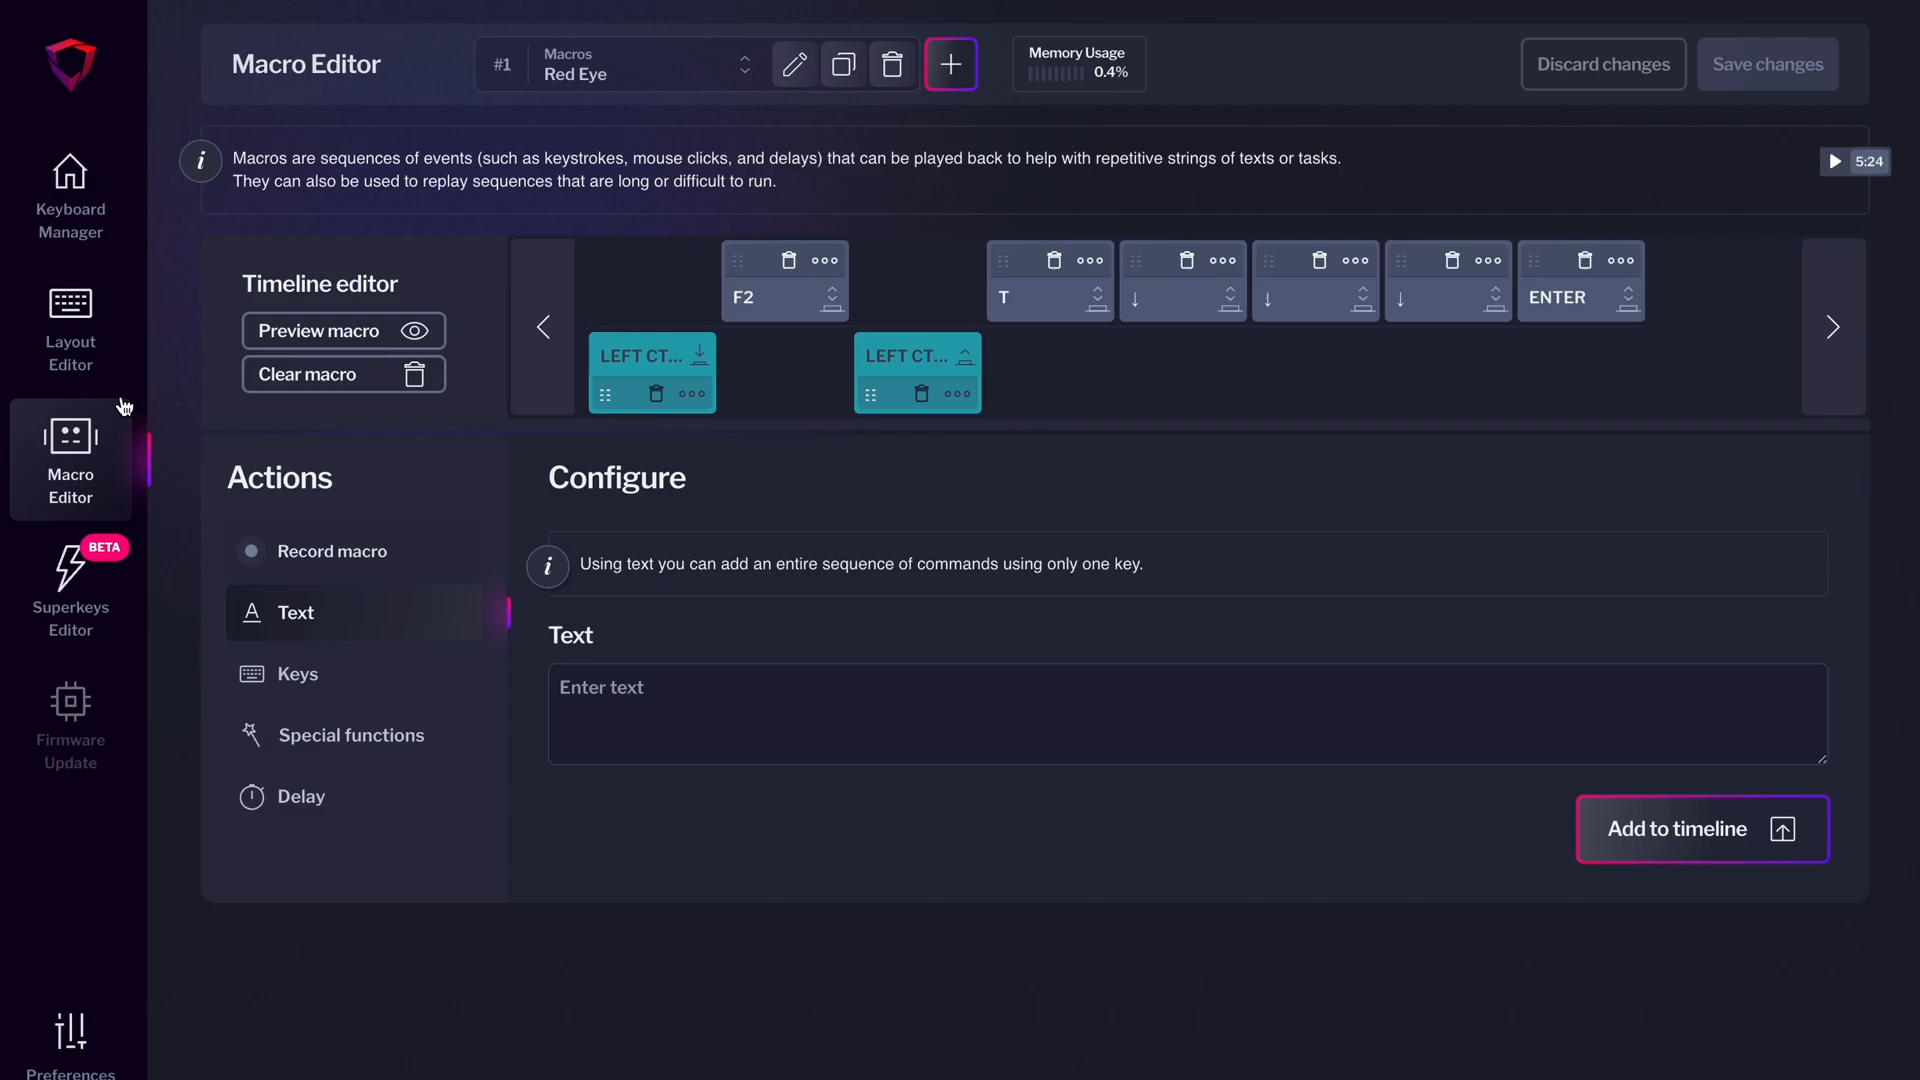 Macro Editor
#1
Macros
Red Eye
Memory Usage
0.4%
Discard changes
Save changes
i
Macros are sequences of events (such as keystrokes, mouse clicks, and delays) that can be played back to help with repetitive strings of texts or tasks.
They can also be used to replay sequences that are long or difficult to run.
5:24
Keyboard
Manager
Layout
Editor
Macro
Editor
BETA
Superkeys
Editor
Firmware
Update
Preferences
Timeline editor
Preview macro
Clear macro
F2
T
↓
↓
↓
ENTER
LEFT CT...
LEFT CT...
Actions
Record macro
A Text
Keys
Special functions
Delay
Configure
i
Using text you can add an entire sequence of commands using only one key.
Text
Enter text
Add to timeline